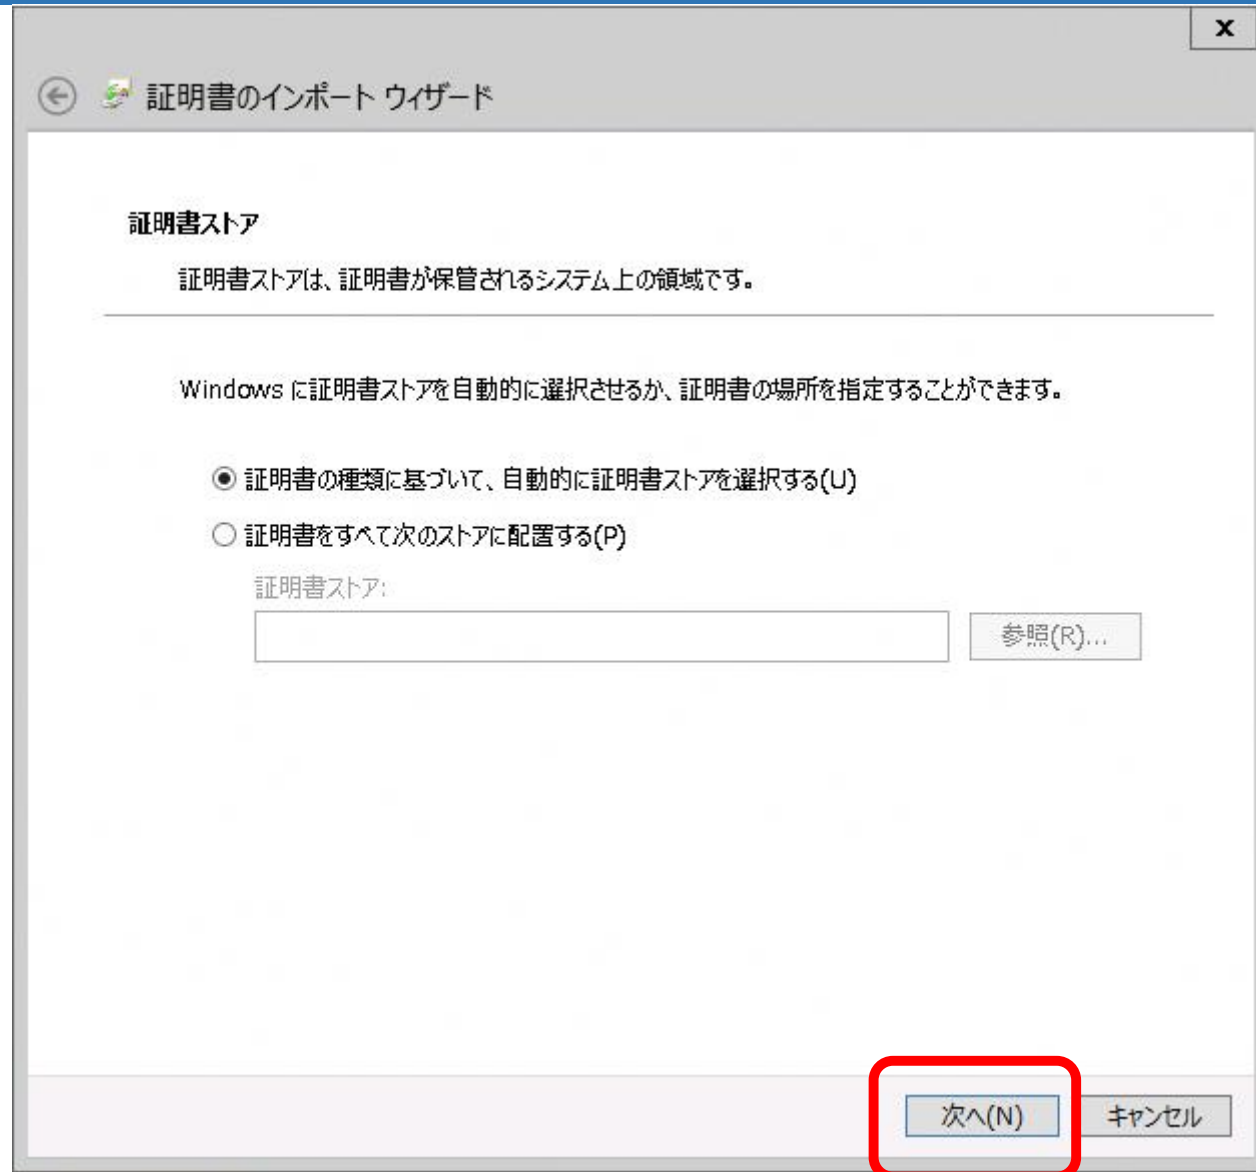 証明書のインポート ウィザード
証明書ストア
証明書ストアは、証明書が保管されるシステム上の領域です。
Windows に証明書ストアを自動的に選択させるか、証明書の場所を指定することができます。
証明書の種類に基づいて、自動的に証明書ストアを選択する(U)
証明書をすべて次のストアに配置する(P)
証明書ストア:
参照(R)...
次へ(N)
キャンセル